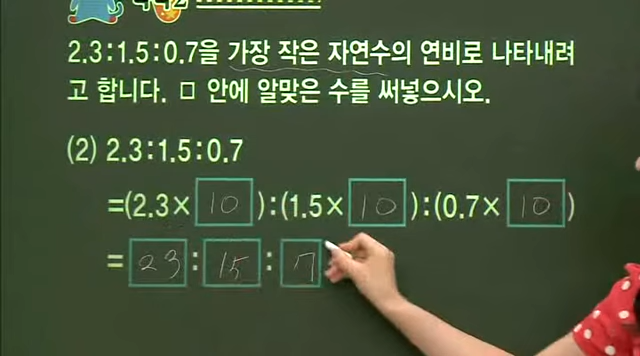 2.3:1.5:0.7을 가장 작은 자연수의 연비로 나타내려
고 합니다. □ 안에 알맞은 수를 써넣으시오.
(2) 2.3:1.5:0.7
=(2.3× 10 ):(1.5× 10 ):(0.7× 10 )
= 23 : 15 : 7